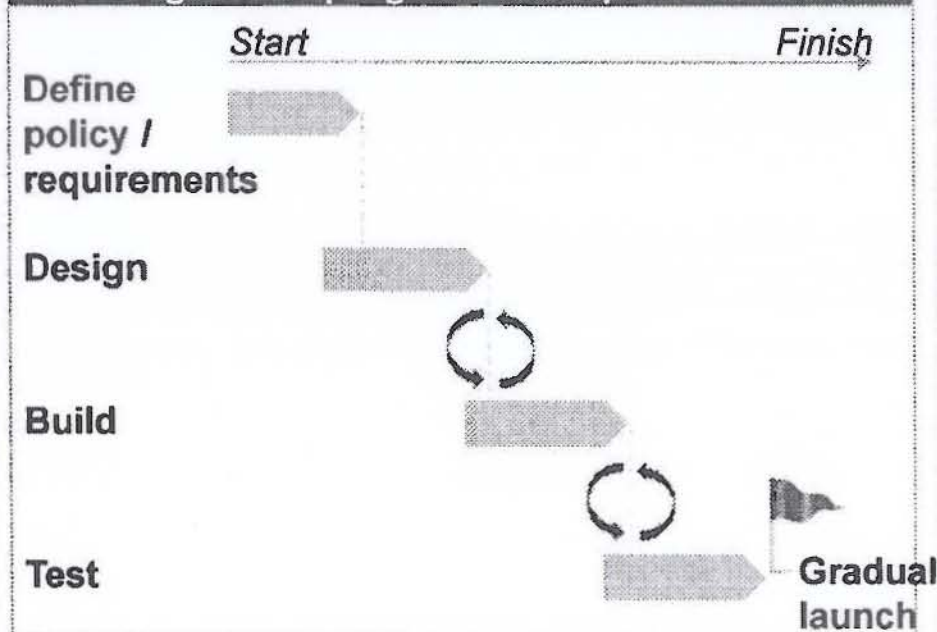 Start Finish
Define
policy /
requirements
Design
Build
Test
Gradual
launch